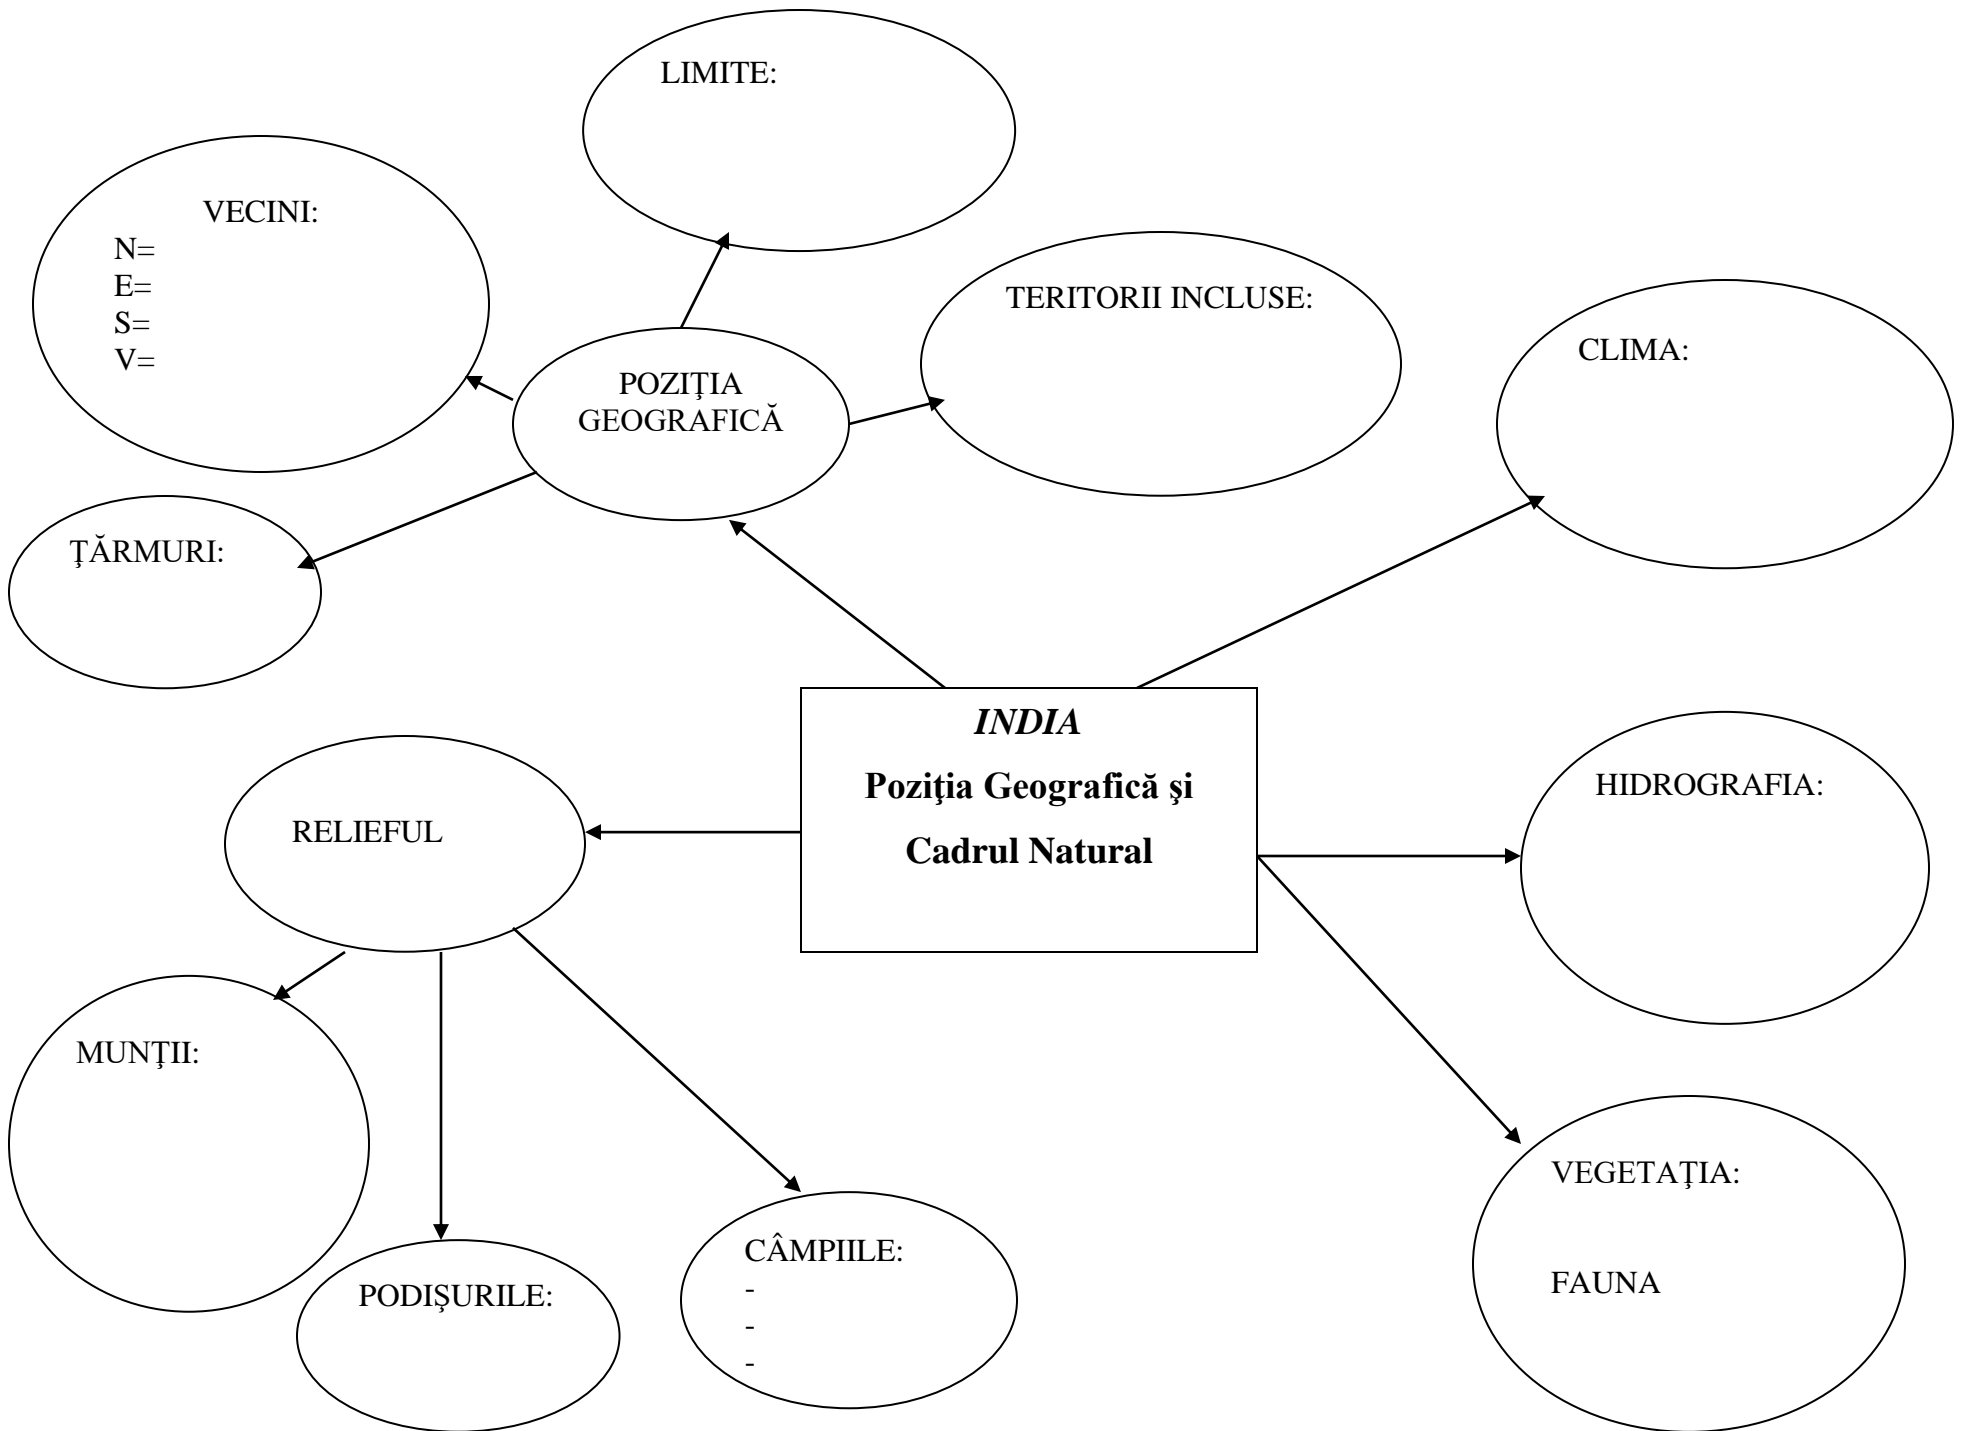 LIMITE:
VECINI:
N=
E=
S=
V=
TERITORII INCLUSE:
CLIMA:
POZIŢIA
GEOGRAFICĂ
ŢĂRMURI:
INDIA
Poziţia Geografică şi
Cadrul Natural
HIDROGRAFIA:
RELIEFUL
MUNŢII:
PODIŞURILE:
CÂMPIILE:
-
-
-
VEGETAŢIA:
FAUNA